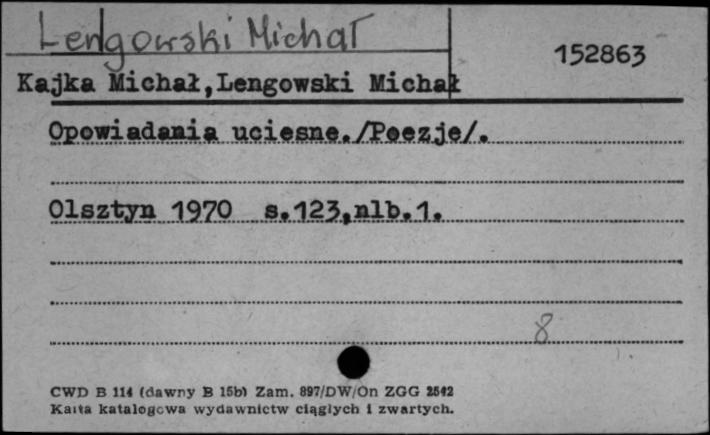 Lengowski Michał
152863
Kajka Michał,Lengowski Michał
Opowiadania uciesne./Poezje/.
Olsztyn 1970 s.123,nlb.1.
8
CWD B 114 (dawny B 15b) Zam. 897/DW/On ZGG 2542
Karta katalogowa wydawnictw ciągłych i zwartych.